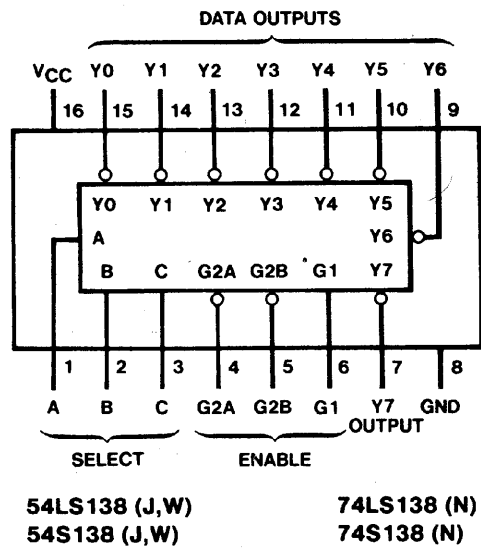 DATA OUTPUTS
VCC Y0 Y1 Y2 Y3 Y4 Y5 Y6
16 15 14 13 12 11 10 9
Y0 Y1 Y2 Y3 Y4 Y5
A Y6
B C G2A G2B G1 Y7
1 2 3 4 5 6 7 8
A B C G2A G2B G1 Y7 GND
OUTPUT
SELECT ENABLE
54LS138 (J,W) 74LS138 (N)
54S138 (J,W) 74S138 (N)